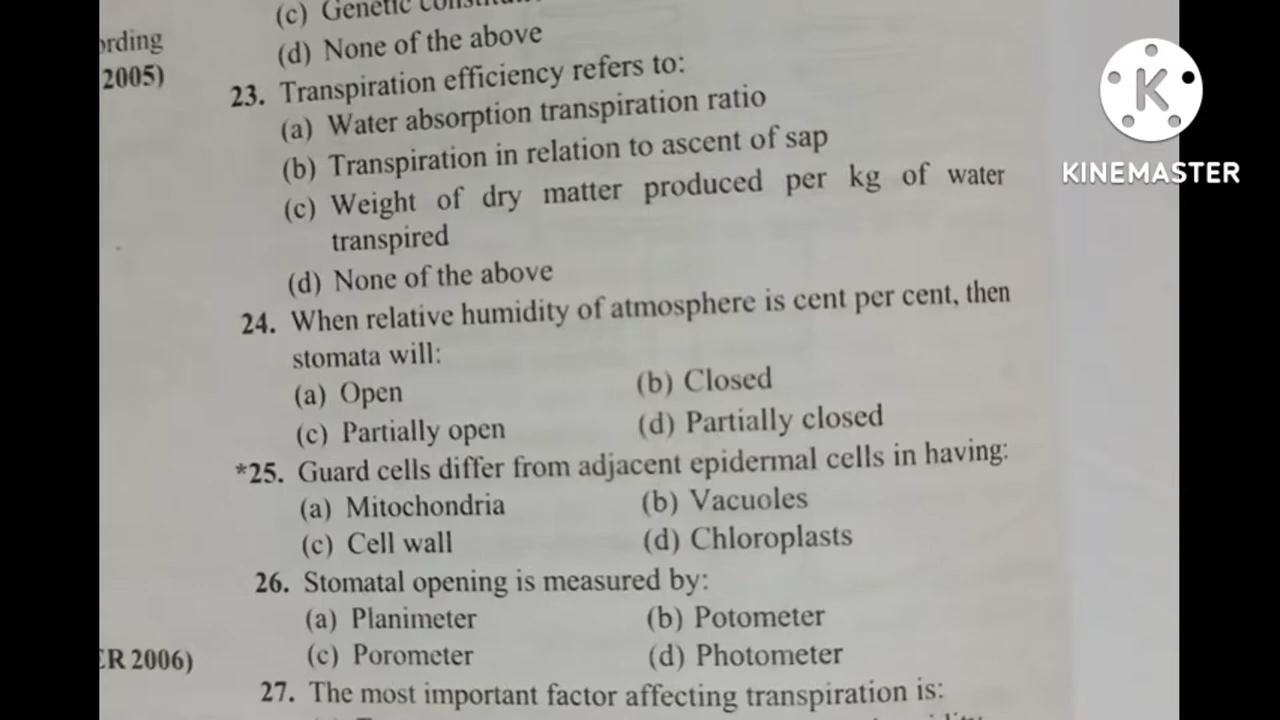 (c) Genetic
ording
(d) None of the above
2005)
23. Transpiration efficiency refers to:
(a) Water absorption transpiration ratio
(b) Transpiration in relation to ascent of sap
(c) Weight of dry matter produced per kg of water
transpired
(d) None of the above
24. When relative humidity of atmosphere is cent per cent, then
stomata will:
(a) Open (b) Closed
(c) Partially open (d) Partially closed
*25. Guard cells differ from adjacent epidermal cells in having:
(a) Mitochondria (b) Vacuoles
(c) Cell wall (d) Chloroplasts
26. Stomatal opening is measured by:
(a) Planimeter (b) Potometer
(c) Porometer (d) Photometer
ER 2006)
27. The most important factor affecting transpiration is:
K
KINEMASTER